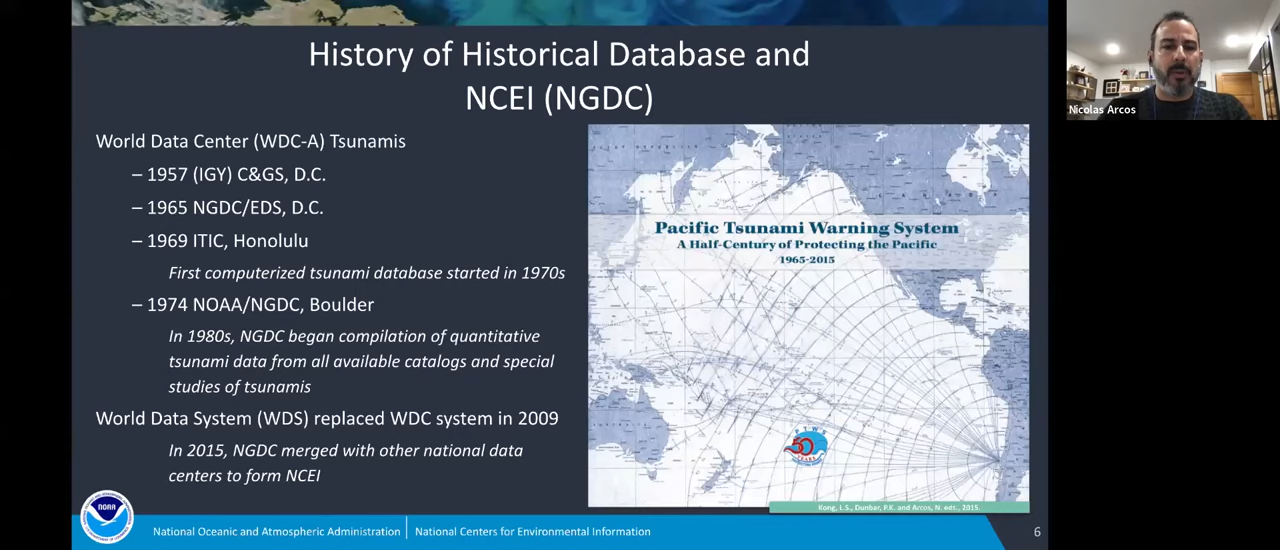 History of Historical Database and
NCEI (NGDC)
World Data Center (WDC-A) Tsunamis
– 1957 (IGY) C&GS, D.C.
– 1965 NGDC/EDS, D.C.
– 1969 ITIC, Honolulu
First computerized tsunami database started in 1970s
– 1974 NOAA/NGDC, Boulder
In 1980s, NGDC began compilation of quantitative
tsunami data from all available catalogs and special
studies of tsunamis
World Data System (WDS) replaced WDC system in 2009
In 2015, NGDC merged with other national data
centers to form NCEI
Pacific Tsunami Warning System
A Half-Century of Protecting the Pacific
1965-2015
PTWS
50
YEARS
Kong, L.S., Dunbar, P.K. and Arcos, N. eds., 2015.
NOAA
National Oceanic and Atmospheric Administration
National Centers for Environmental Information
6
Nicolas Arcos